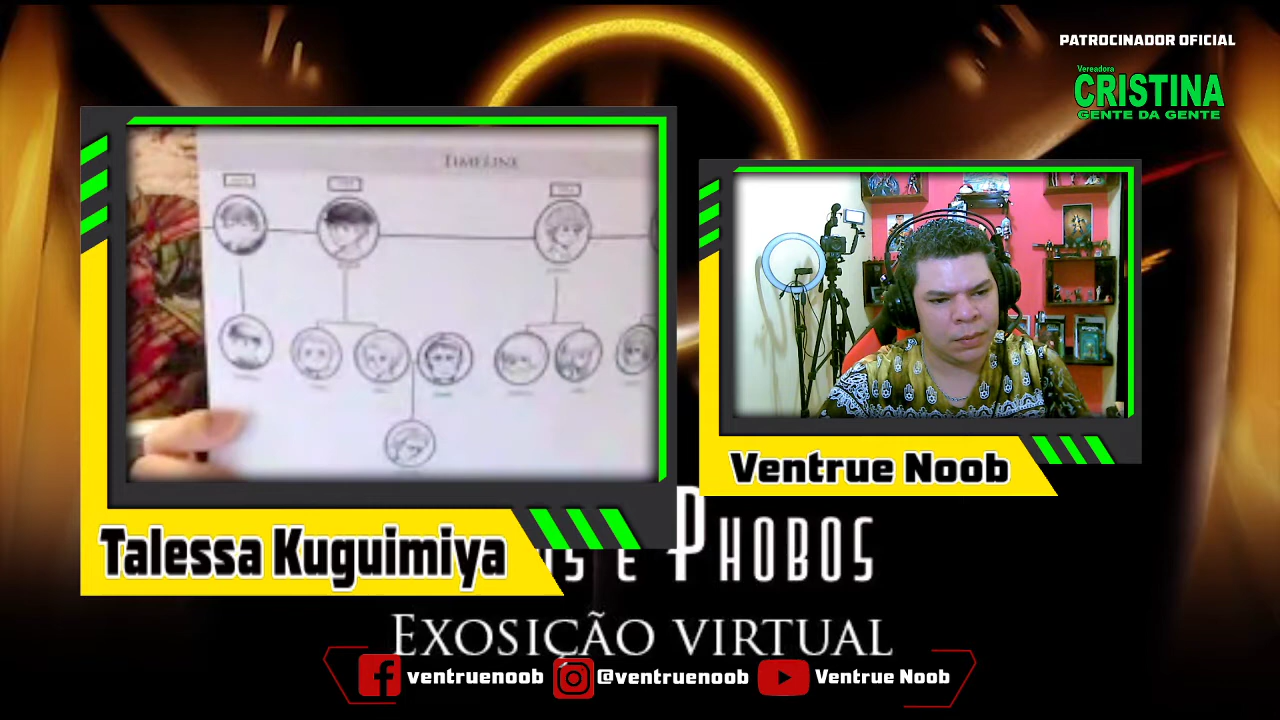 PATROCINADOR OFICIAL
Vereadora
CRISTINA
GENTE DA GENTE
TIMELINE
Ventrue Noob
Talessa Kuguimiya
S E PHOBOS
EXOSIÇÃO VIRTUAL
ventruenoob
@ventruenoob
Ventrue Noob